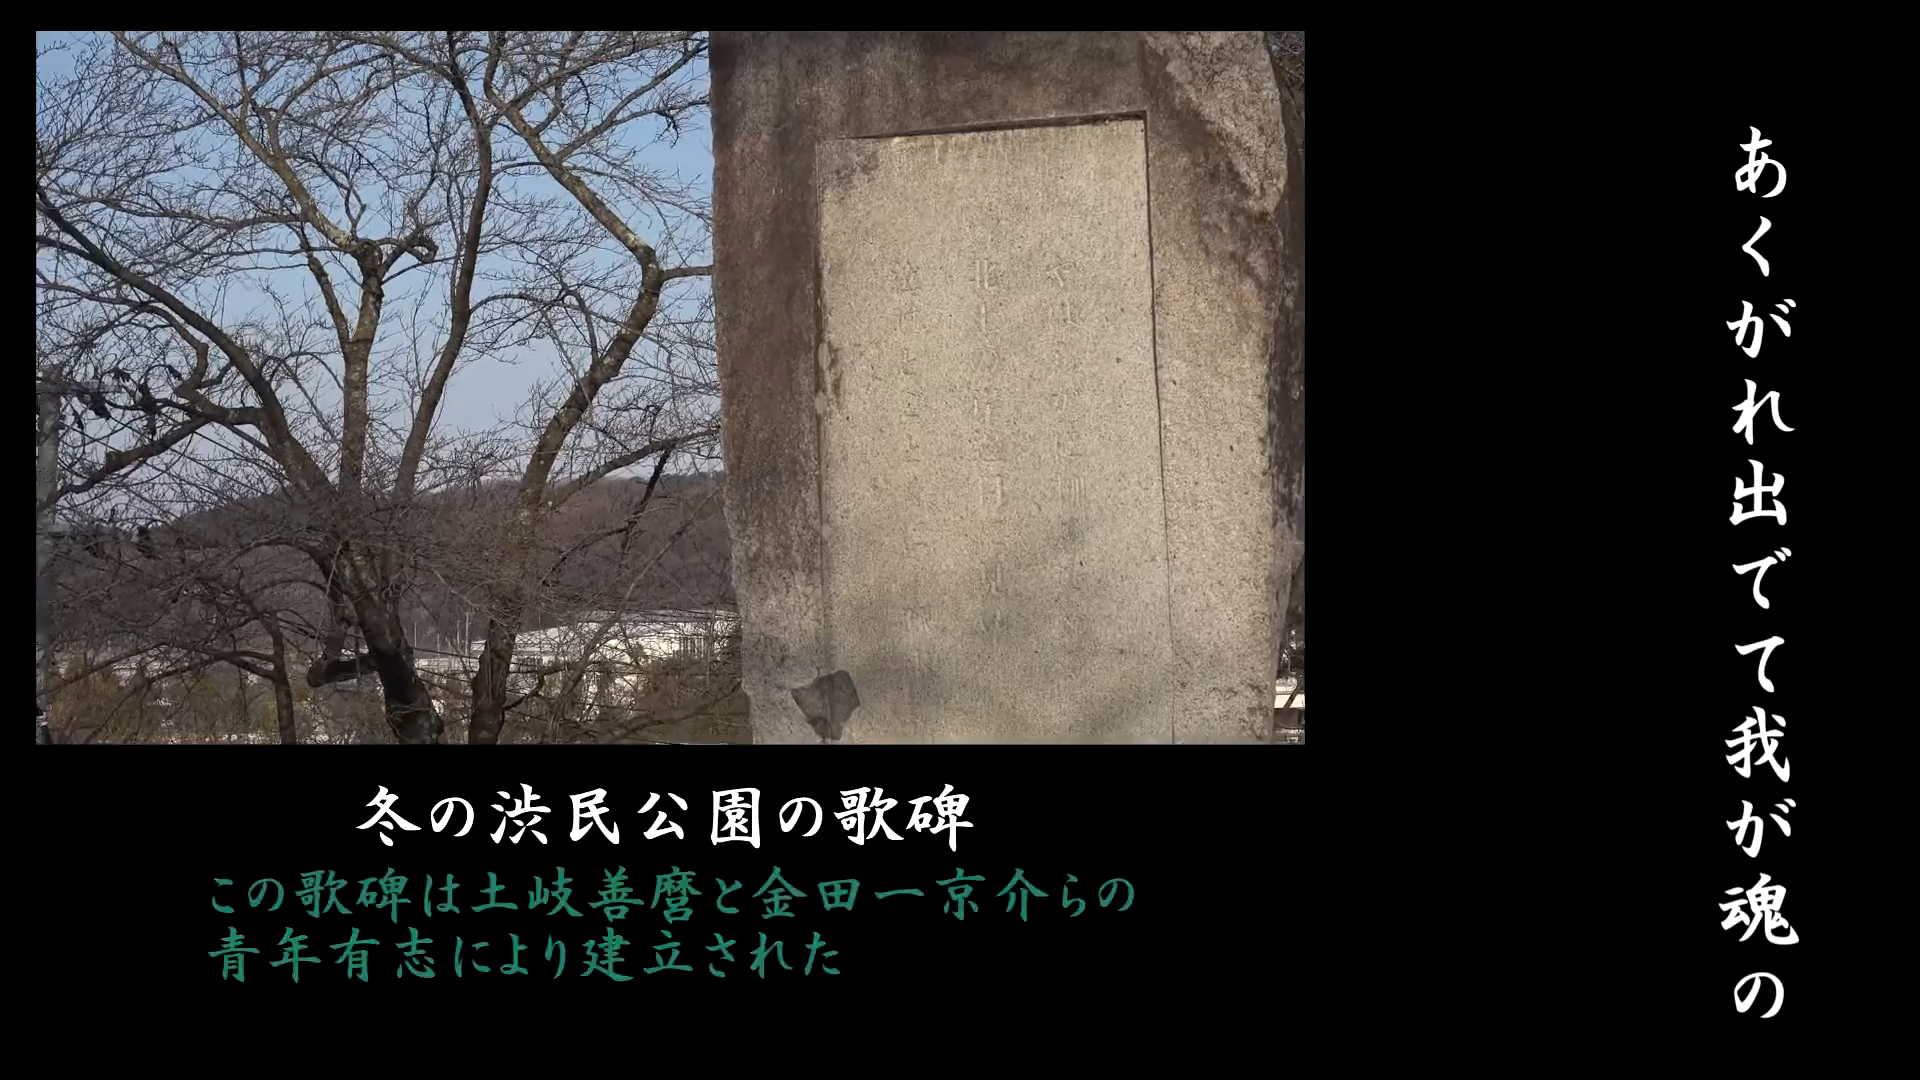 あくがれ出でて我が魂の
冬の渋民公園の歌碑
この歌碑は土岐善麿と金田一京介らの
青年有志により建立された